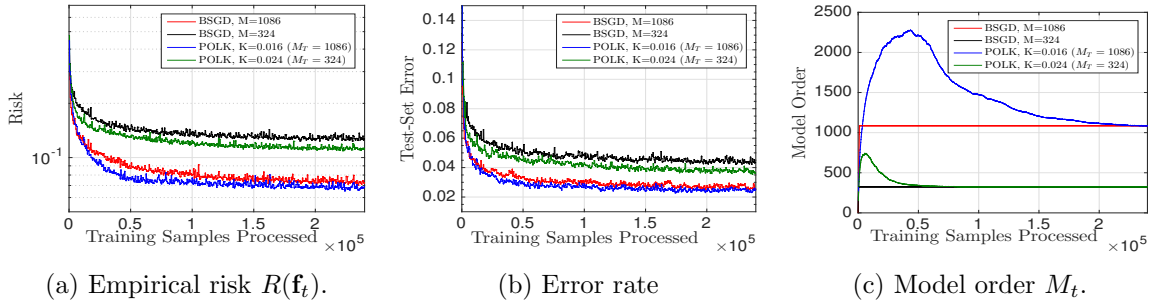 BSGD, M=1086
BSGD, M=324
POLK, K=0.016 (M_T = 1086)
POLK, K=0.024 (M_T = 324)
Risk
10^{-1}
0 0.5 1 1.5 2
Training Samples Processed
×10^5
(a) Empirical risk R(f_t).
BSGD, M=1086
BSGD, M=324
POLK, K=0.016 (M_T = 1086)
POLK, K=0.024 (M_T = 324)
Test-Set Error
0.14
0.12
0.1
0.08
0.06
0.04
0.02
0 0.5 1 1.5 2
Training Samples Processed
×10^5
(b) Error rate
BSGD, M=1086
BSGD, M=324
POLK, K=0.016 (M_T = 1086)
POLK, K=0.024 (M_T = 324)
Model Order
2500
2000
1500
1000
500
0
0 0.5 1 1.5 2
Training Samples Processed
×10^5
(c) Model order M_t.